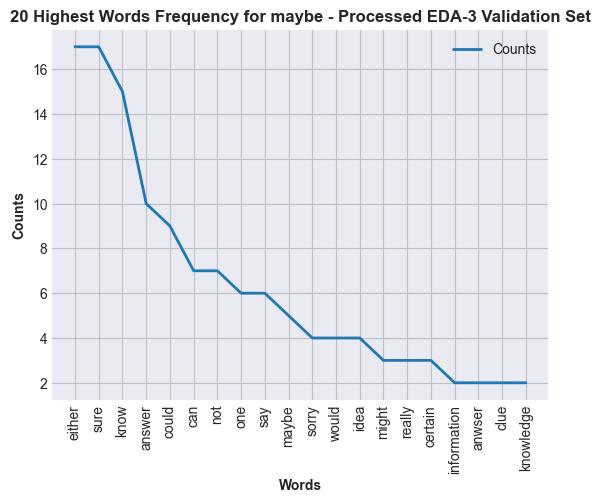 20 Highest Words Frequency for maybe - Processed EDA-3 Validation Set
Counts
Counts
16
14
12
10
8
6
4
2
either
sure
know
answer
could
can
not
one
say
maybe
sorry
would
idea
might
really
certain
information
anwser
clue
knowledge
Words